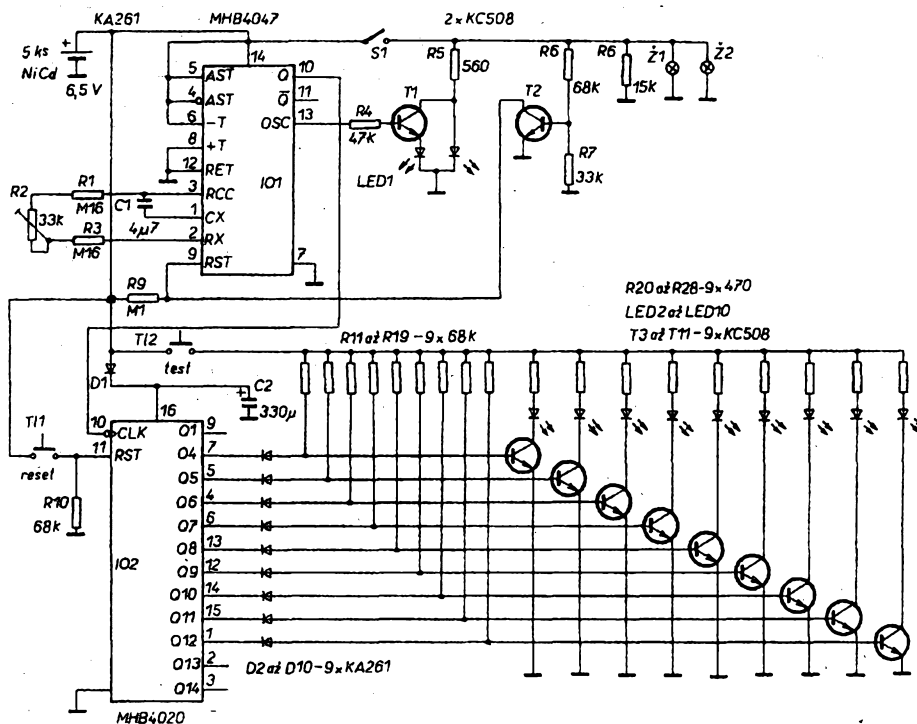 KA261
MHB4047
2×KC508
5 ks
NiCd
6,5 V
+
14
S1
R5
560
R6
68k
R6
15k
Ž1
Ž2
5
AST
4
AST
6
-T
8
+T
12
RET
3
RCC
1
CX
2
RX
9
RST
O
10
O
11
OSC
13
IO1
7
R4
47K
T1
LED1
T2
R7
33k
R2
33k
R1
M16
R3
M16
C1
4µ7
R9
M1
Tl2
test
D1
C2
+
330µ
R11 až R19 - 9×68k
R20 až R28-9×470
LED2 až LED10
T3 až T11-9×KC508
Tl1
reset
R10
68k
16
10
CLK
11
RST
IO2
O1
9
O4
7
O5
5
O6
4
O7
6
O8
13
O9
12
O10
14
O11
15
O12
1
O13
2
O14
3
D2 až D10-9×KA261
MHB4020